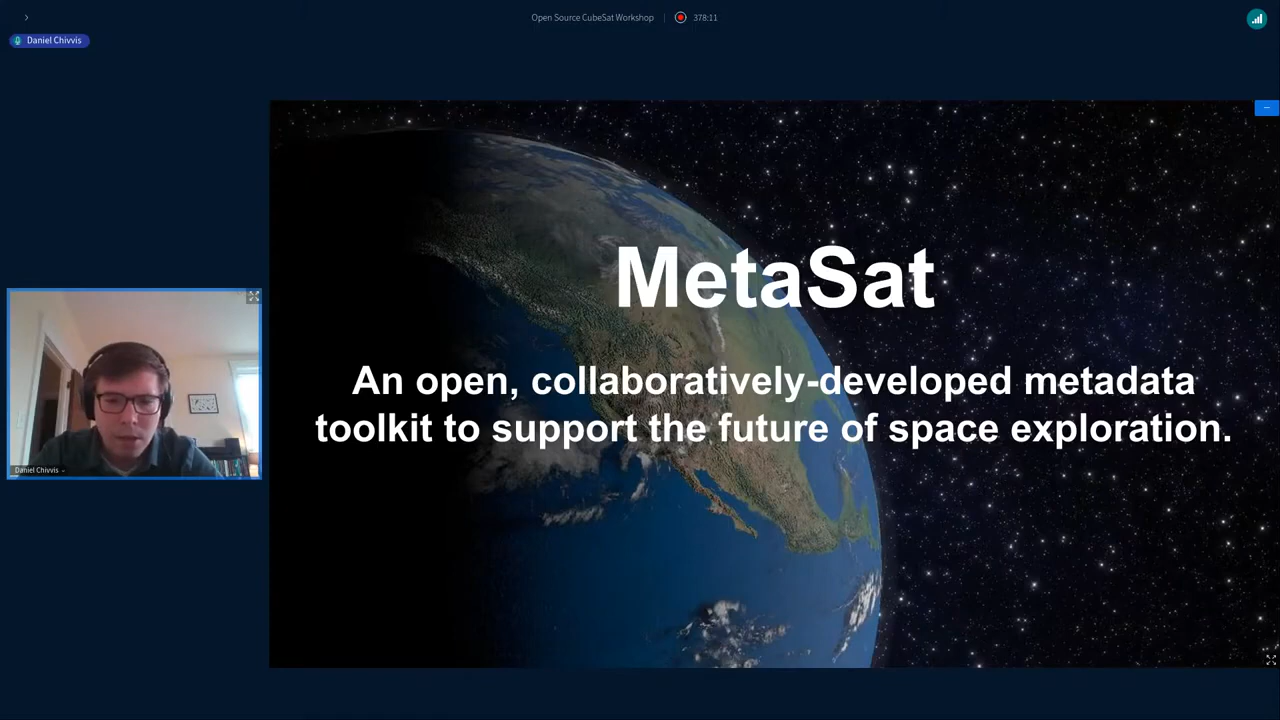 Open Source CubeSat Workshop
378:11
Daniel Chivvis
MetaSat
An open, collaboratively-developed metadata
toolkit to support the future of space exploration.
Daniel Chivvis